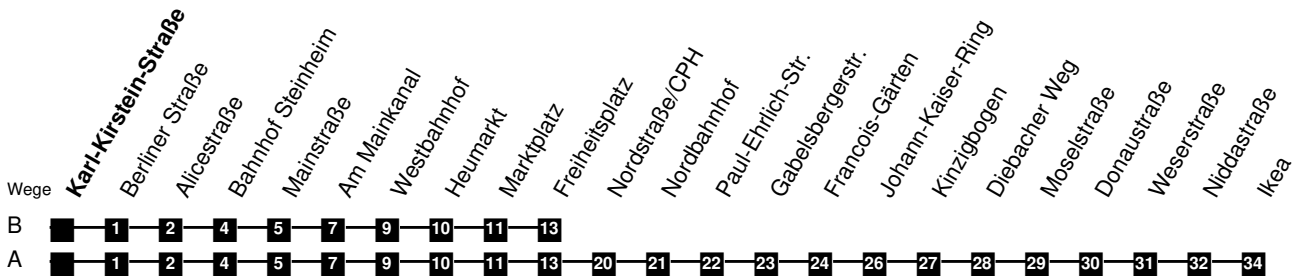 Karl-Kirstein-Straße
Berliner Straße
Alicestraße
Bahnhof Steinheim
Mainstraße
Am Mainkanal
Westbahnhof
Heumarkt
Marktplatz
Freiheitsplatz
Nordstraße/CPH
Nordbahnhof
Paul-Ehrlich-Str.
Gabelsbergerstr.
Francois-Gärten
Johann-Kaiser-Ring
Kinzigbogen
Diebacher Weg
Moselstraße
Donaustraße
Weserstraße
Niddastraße
Ikea
Wege
B 1 2 4 5 7 9 10 11 13
A 1 2 4 5 7 9 10 11 13 20 21 22 23 24 26 27 28 29 30 31 32 34